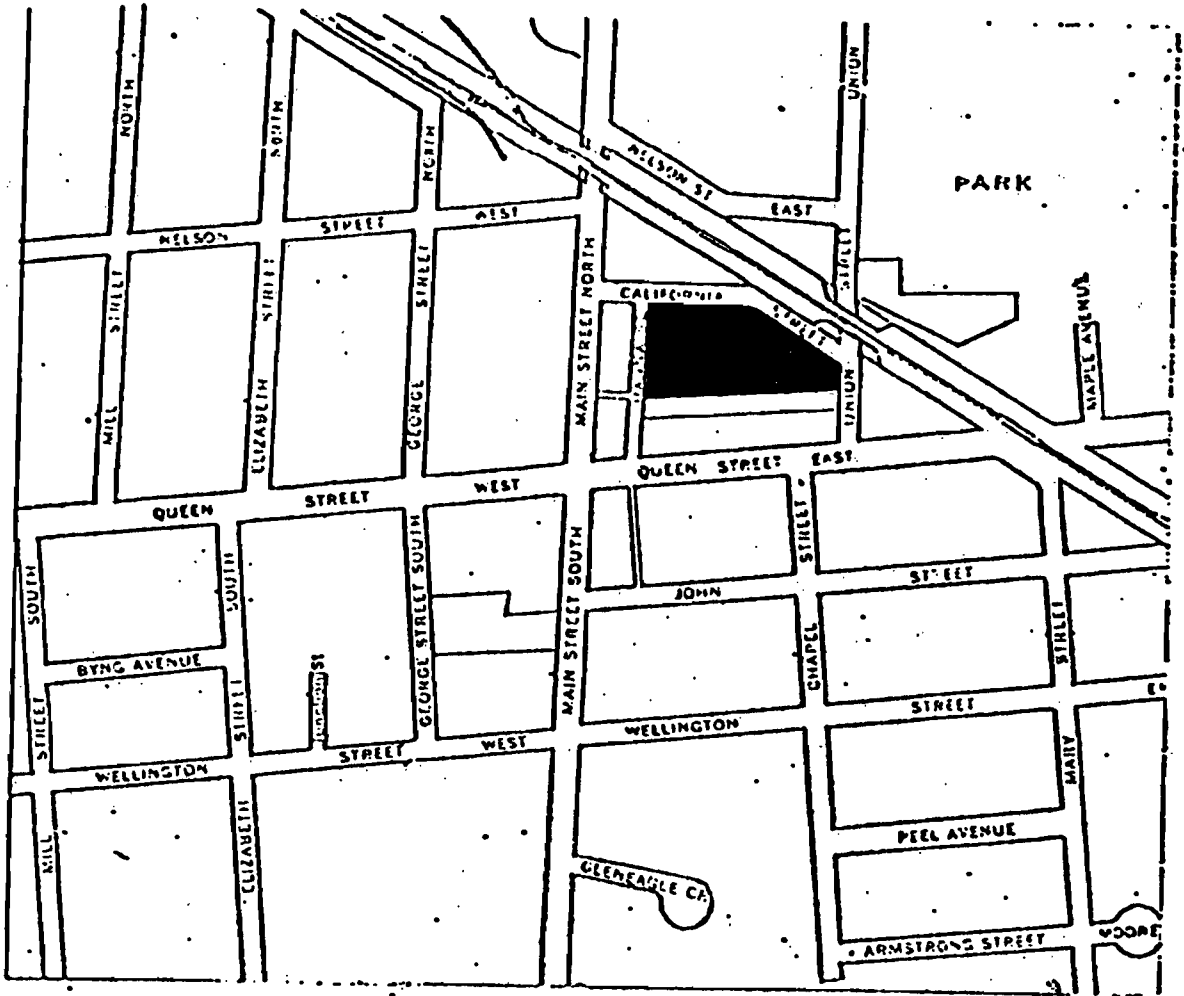 NORTH
NORTH
NORTH
UNION
NELSON ST
EAST
PARK
NELSON
STREET
WEST
STREET
STREET
STREET
MAIN STREET NORTH
STREET
CALIFORNIA
STREET
MAPLE AVENUE
MILL
ELIZABETH
GEORGE
UNION
QUEEN
STREET
WEST
QUEEN STREET EAST
SOUTH
SOUTH
GEORGE STREET SOUTH
MAIN STREET SOUTH
STREET
JOHN
STREET
BYNG AVENUE
STREET
STREET
CHAPEL
STREET
WELLINGTON
STREET
WEST
WELLINGTON
STREET
MARY
MILL
ELIZABETH
GLENEAGLE CR.
PEEL AVENUE
ARMSTRONG STREET
MOORE